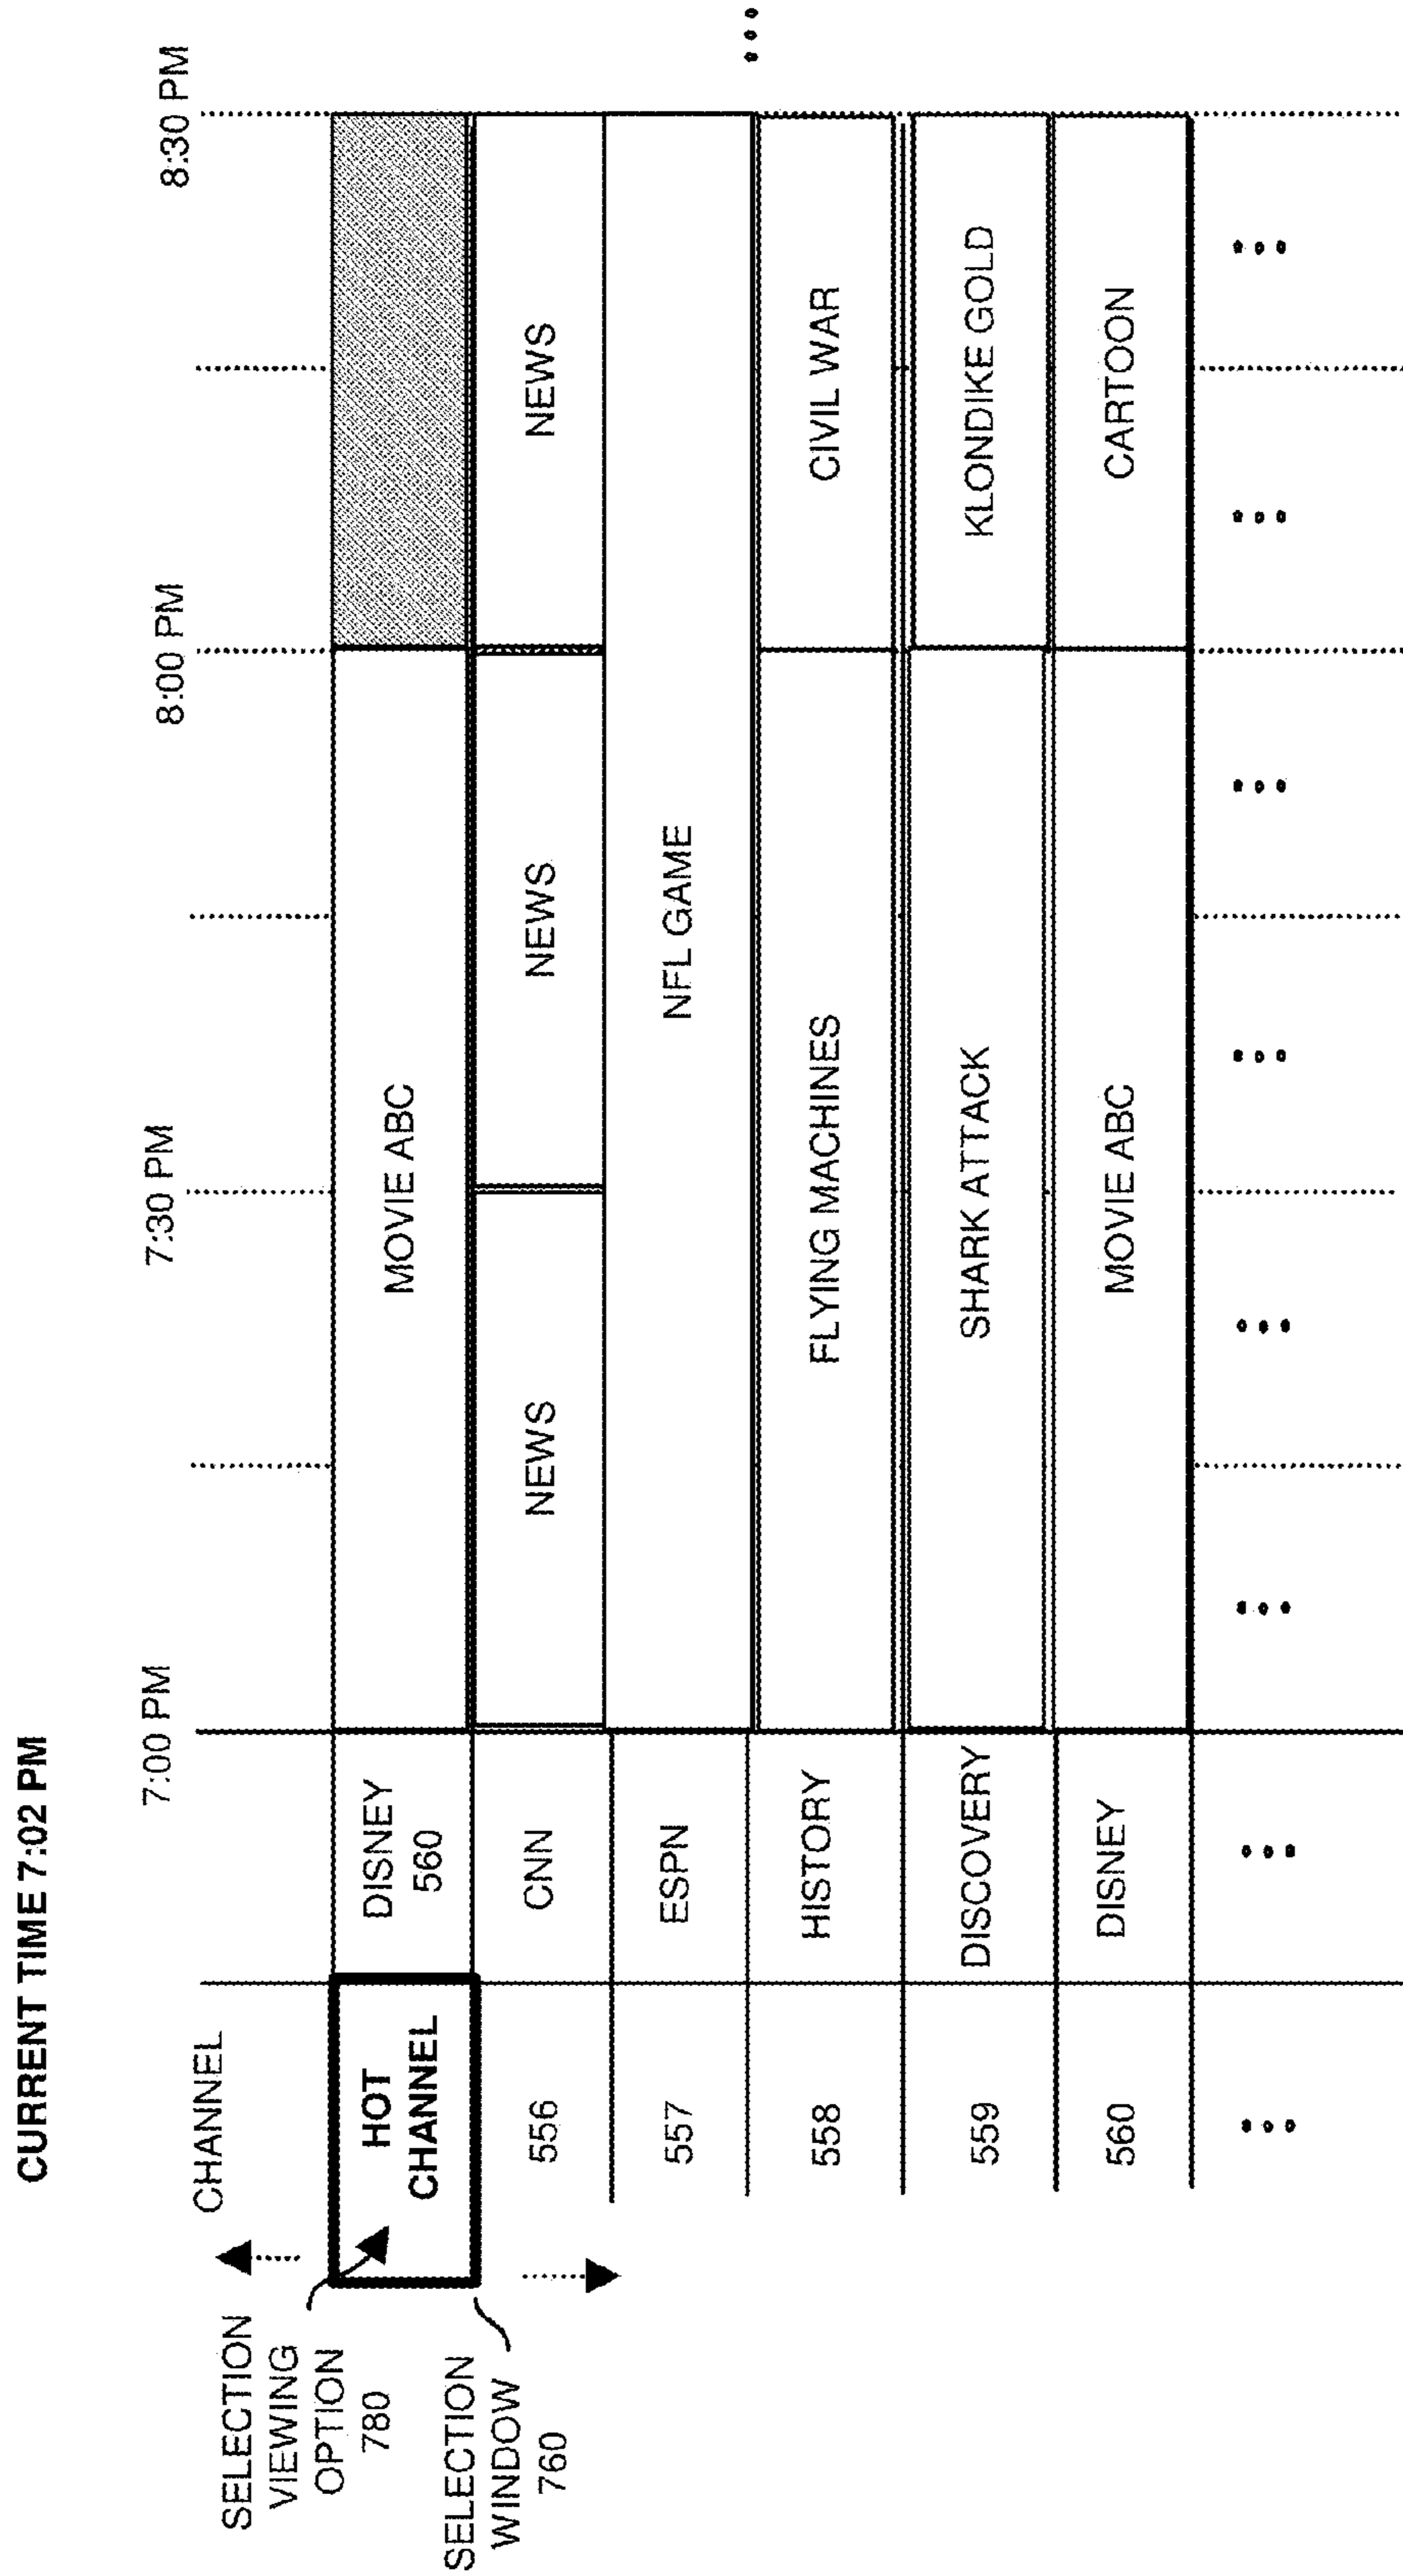 CURRENT TIME 7:02 PM
7:00 PM
7:30 PM
8:00 PM
8:30 PM
CHANNEL
SELECTION
VIEWING
OPTION
780
SELECTION
WINDOW
760
HOT
CHANNEL
DISNEY
560
MOVIE ABC
556
CNN
NEWS
NEWS
NEWS
557
ESPN
NFL GAME
558
HISTORY
FLYING MACHINES
CIVIL WAR
559
DISCOVERY
SHARK ATTACK
KLONDIKE GOLD
560
DISNEY
MOVIE ABC
CARTOON